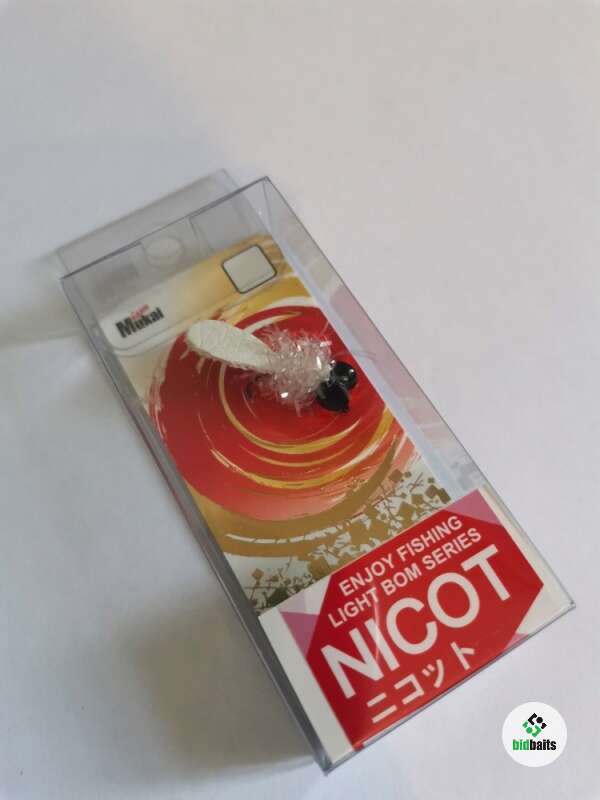 Mukai
ENJOY FISHING
LIGHT BOM SERIES
NICOT
ニコット
bidbaits